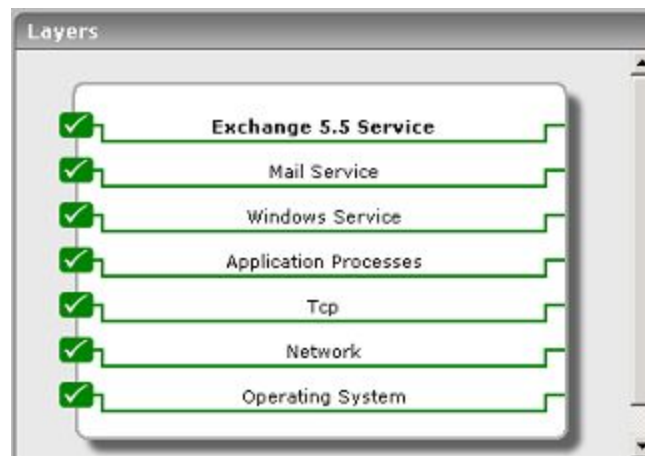 Layers
Exchange 5.5 Service
Mail Service
Windows Service
Application Processes
Tcp
Network
Operating System